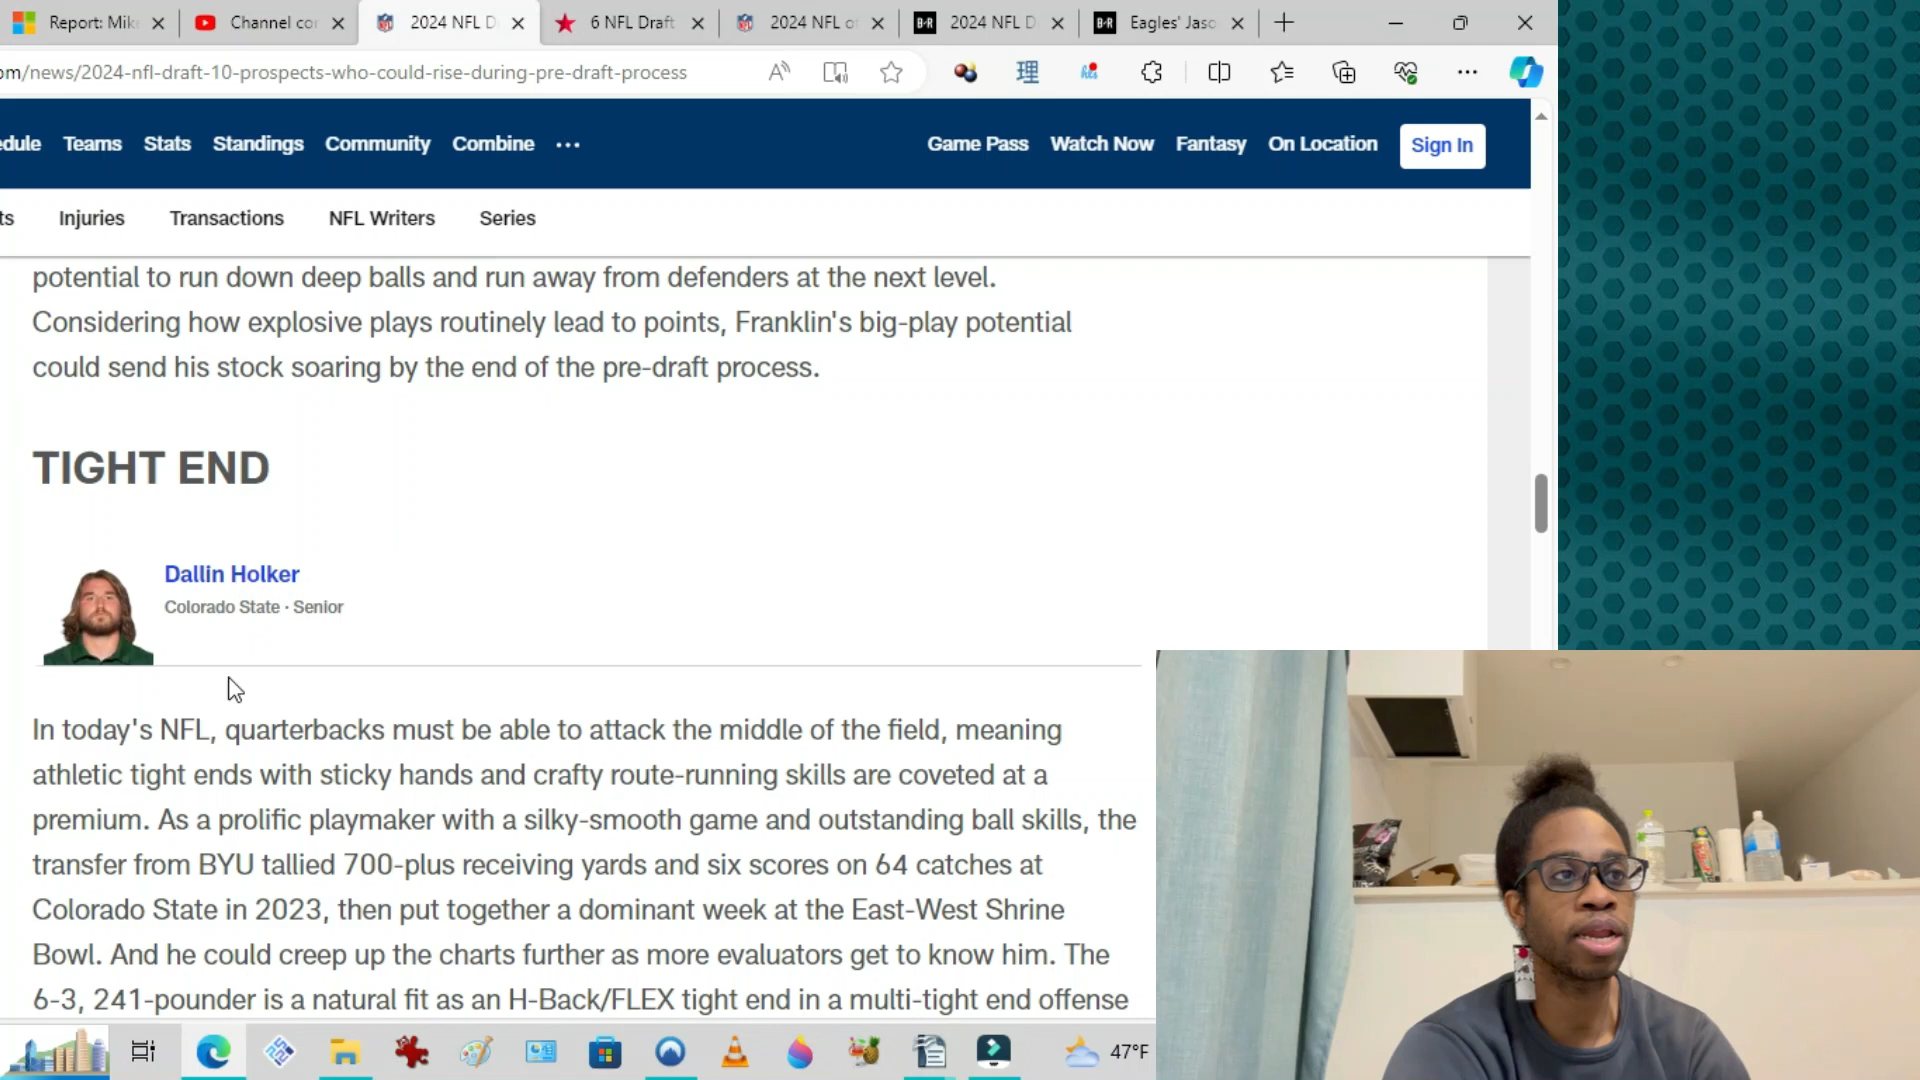 Report: Mik
Channel co
2024 NFL D
6 NFL Draft
2024 NFL o
B/R
2024 NFL D
B/R
Eagles' Jas
om/news/2024-nfl-draft-10-prospects-who-could-rise-during-pre-draft-process
理
edule
Teams
Stats
Standings
Community
Combine
Game Pass
Watch Now
Fantasy
On Location
Sign In
ts
Injuries
Transactions
NFL Writers
Series
potential to run down deep balls and run away from defenders at the next level.
Considering how explosive plays routinely lead to points, Franklin's big-play potential
could send his stock soaring by the end of the pre-draft process.
TIGHT END
Dallin Holker
Colorado State · Senior
In today's NFL, quarterbacks must be able to attack the middle of the field, meaning
athletic tight ends with sticky hands and crafty route-running skills are coveted at a
premium. As a prolific playmaker with a silky-smooth game and outstanding ball skills, the
transfer from BYU tallied 700-plus receiving yards and six scores on 64 catches at
Colorado State in 2023, then put together a dominant week at the East-West Shrine
Bowl. And he could creep up the charts further as more evaluators get to know him. The
6-3, 241-pounder is a natural fit as an H-Back/FLEX tight end in a multi-tight end offense
47°F